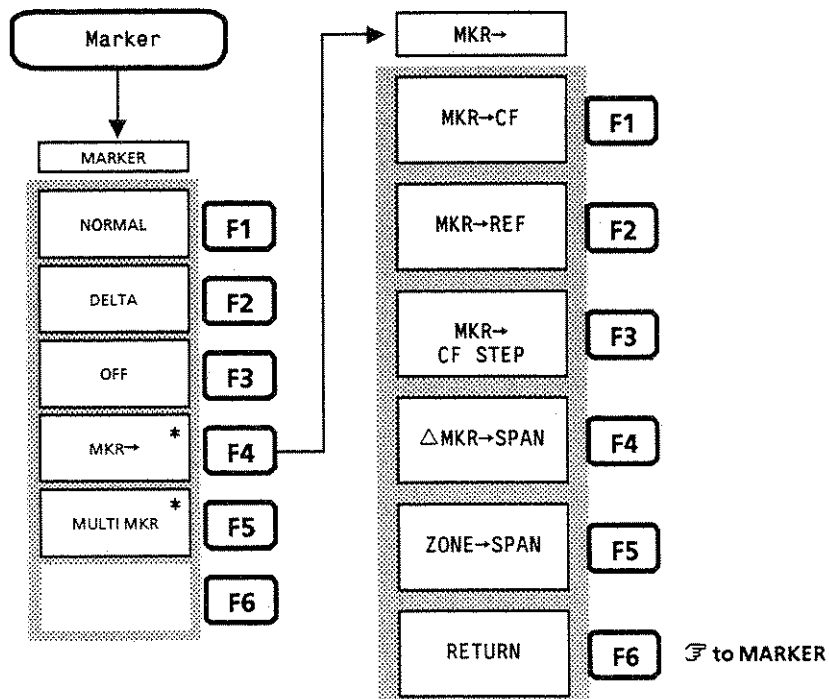 Marker
MARKER
NORMAL F1
DELTA F2
OFF F3
MKR→ * F4
MULTI MKR * F5
F6
MKR→
MKR→CF F1
MKR→REF F2
MKR→
CF STEP F3
△MKR→SPAN F4
ZONE→SPAN F5
RETURN F6 ☞ to MARKER